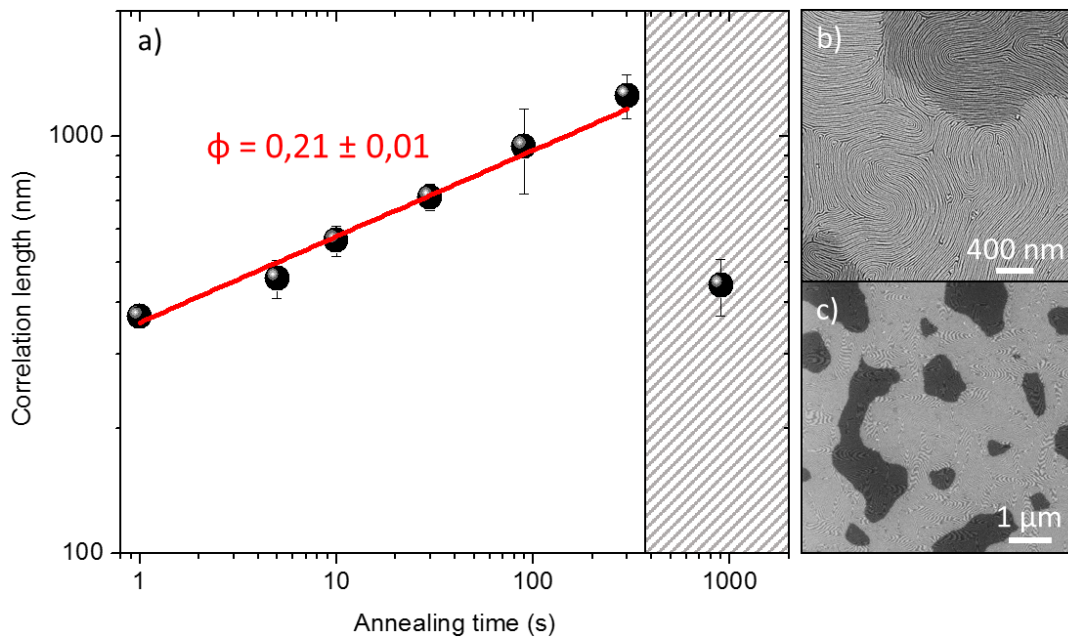 a)
ϕ = 0,21 ± 0,01
1000
100
Correlation length (nm)
1
10
100
1000
Annealing time (s)
b)
400 nm
c)
1 µm